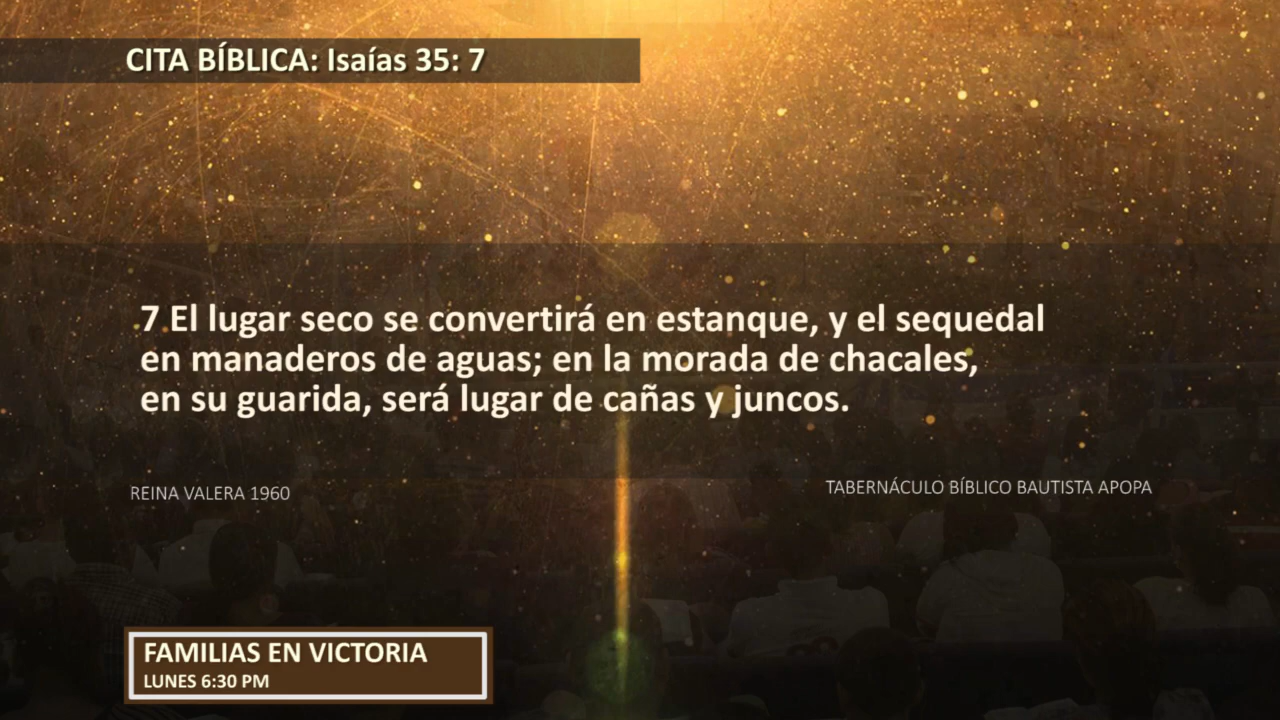 CITA BÍBLICA: Isaías 35: 7
7 El lugar seco se convertirá en estanque, y el sequedal
en manaderos de aguas; en la morada de chacales,
en su guarida, será lugar de cañas y juncos.
REINA VALERA 1960
TABERNÁCULO BÍBLICO BAUTISTA APOPA
FAMILIAS EN VICTORIA
LUNES 6:30 PM